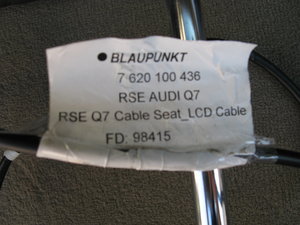 BLAUPUNKT
7 620 100 436
RSE AUDI Q7
RSE Q7 Cable Seat_LCD Cable
FD: 98415